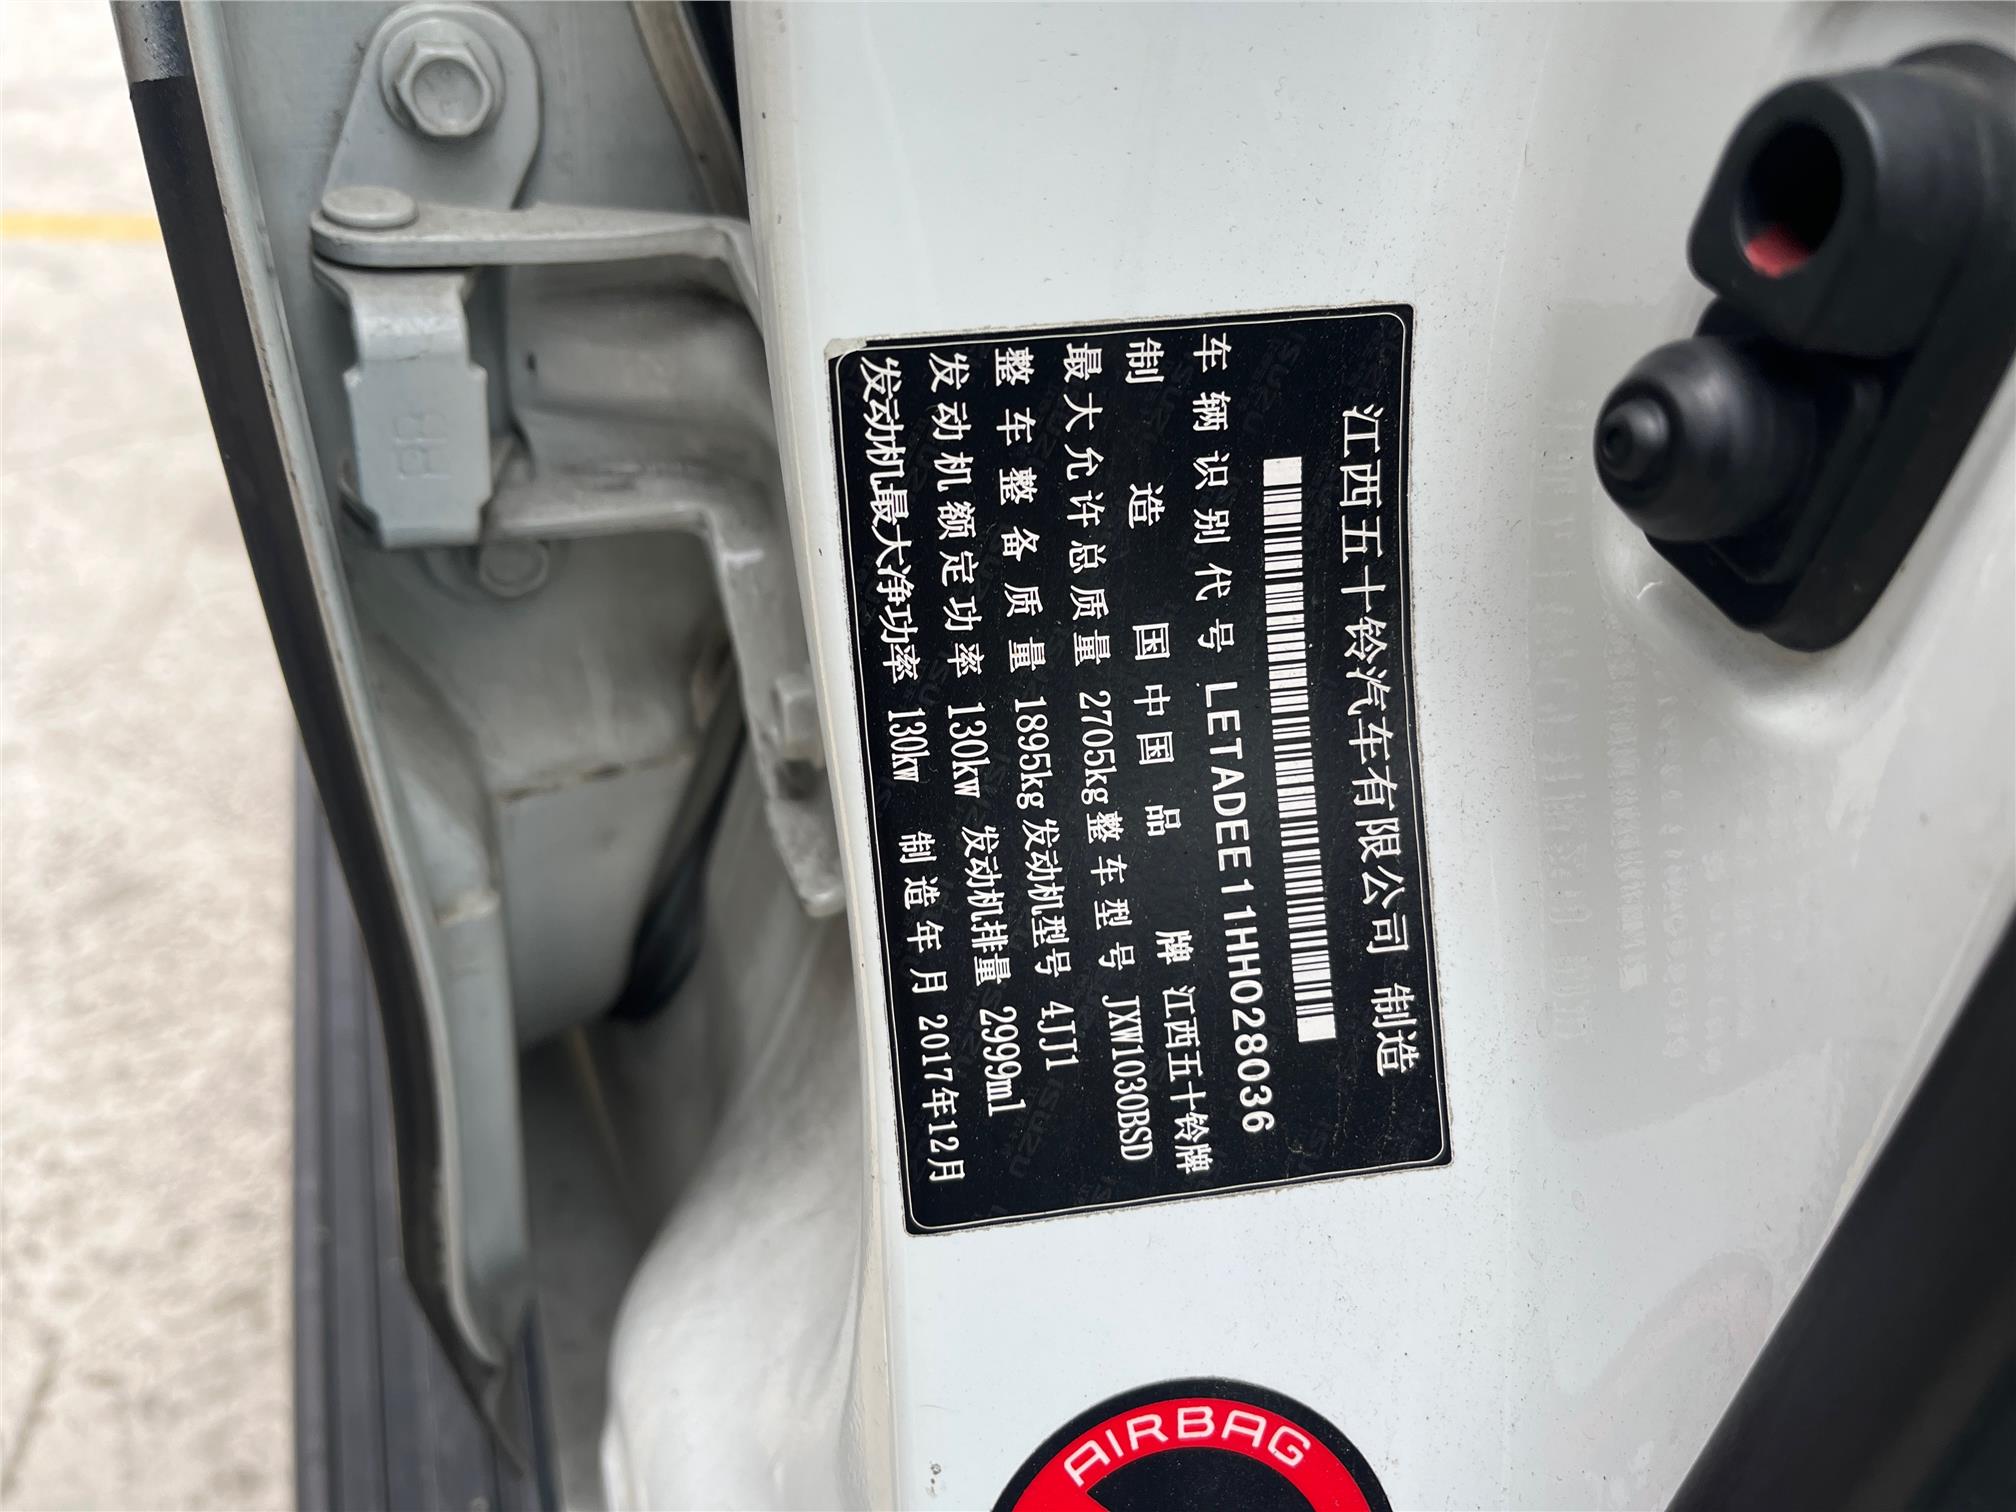 江西五十铃汽车有限公司 制造
车辆识别代号 LETADEE11HH028036
制造国 中国 品牌 江西五十铃牌
最大允许总质量 2705kg 整车型号 JXW1030BSD
整车整备质量 1895kg 发动机型号 4JJ1
发动机额定功率 130kw 发动机排量 2999ml
发动机最大净功率 130kw 制造年月 2017年12月
AIRBAG